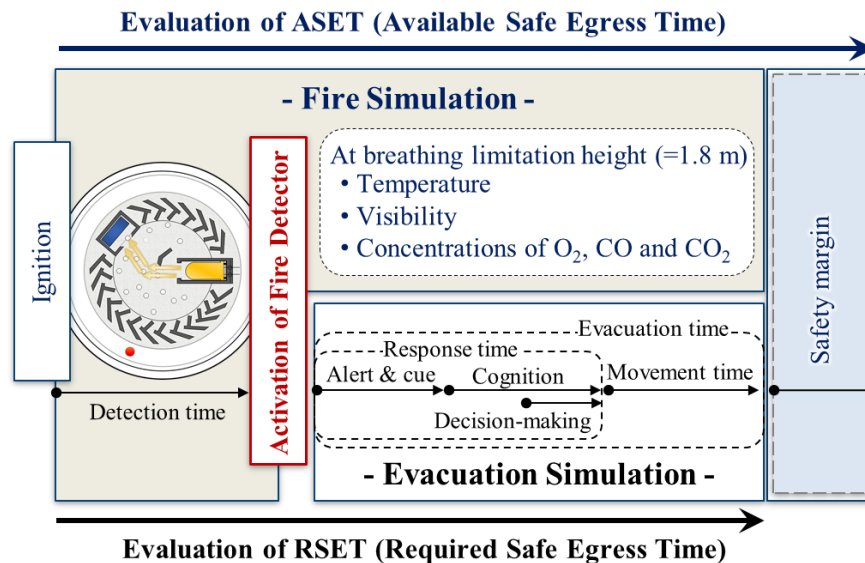 Evaluation of ASET (Available Safe Egress Time)
- Fire Simulation -
Ignition
Activation of Fire Detector
At breathing limitation height (=1.8 m)
• Temperature
• Visibility
• Concentrations of O₂, CO and CO₂
Safety margin
Evacuation time
Response time
Alert & cue
Cognition
Movement time
Detection time
Decision-making
- Evacuation Simulation -
Evaluation of RSET (Required Safe Egress Time)